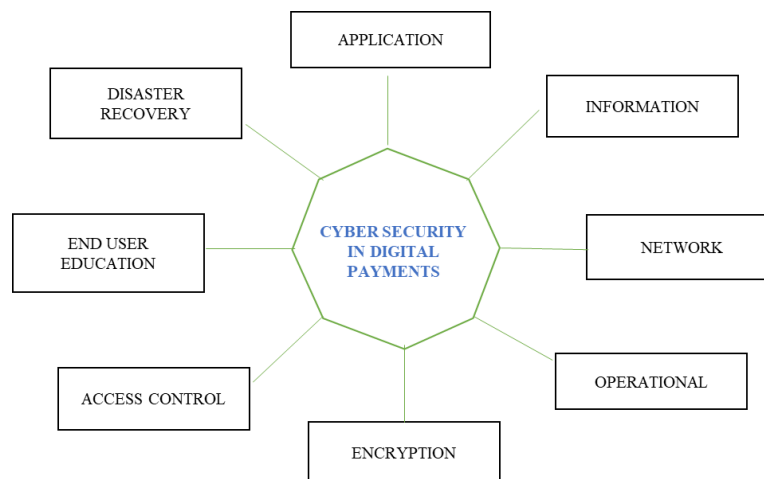 APPLICATION
DISASTER
RECOVERY
INFORMATION
CYBER SECURITY
IN DIGITAL
PAYMENTS
END USER
EDUCATION
NETWORK
ACCESS CONTROL
OPERATIONAL
ENCRYPTION